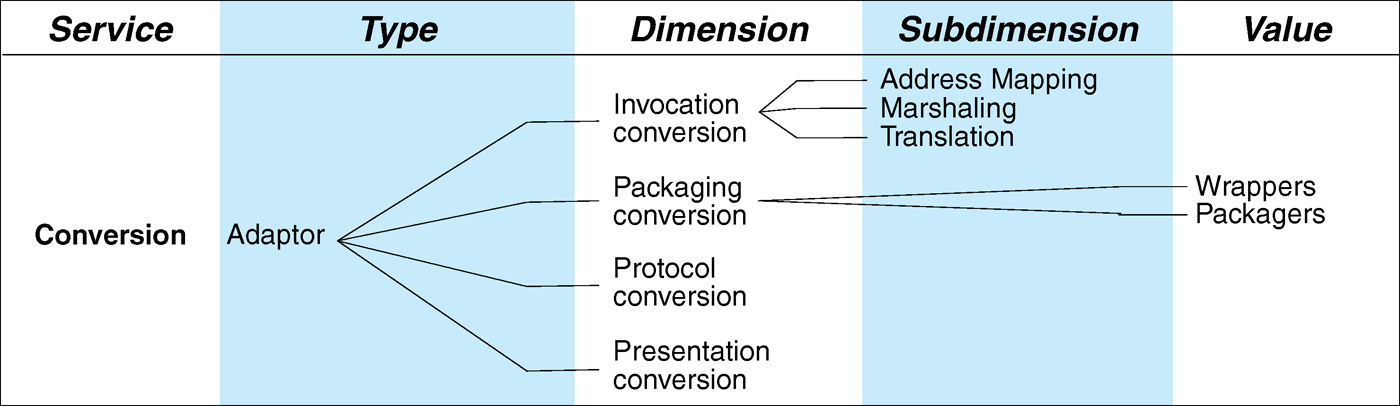 Service Type Dimension Subdimension Value
Address Mapping
Invocation
conversion
Marshaling
Translation
Packaging
conversion
Wrappers
Packagers
Conversion
Adaptor
Protocol
conversion
Presentation
conversion